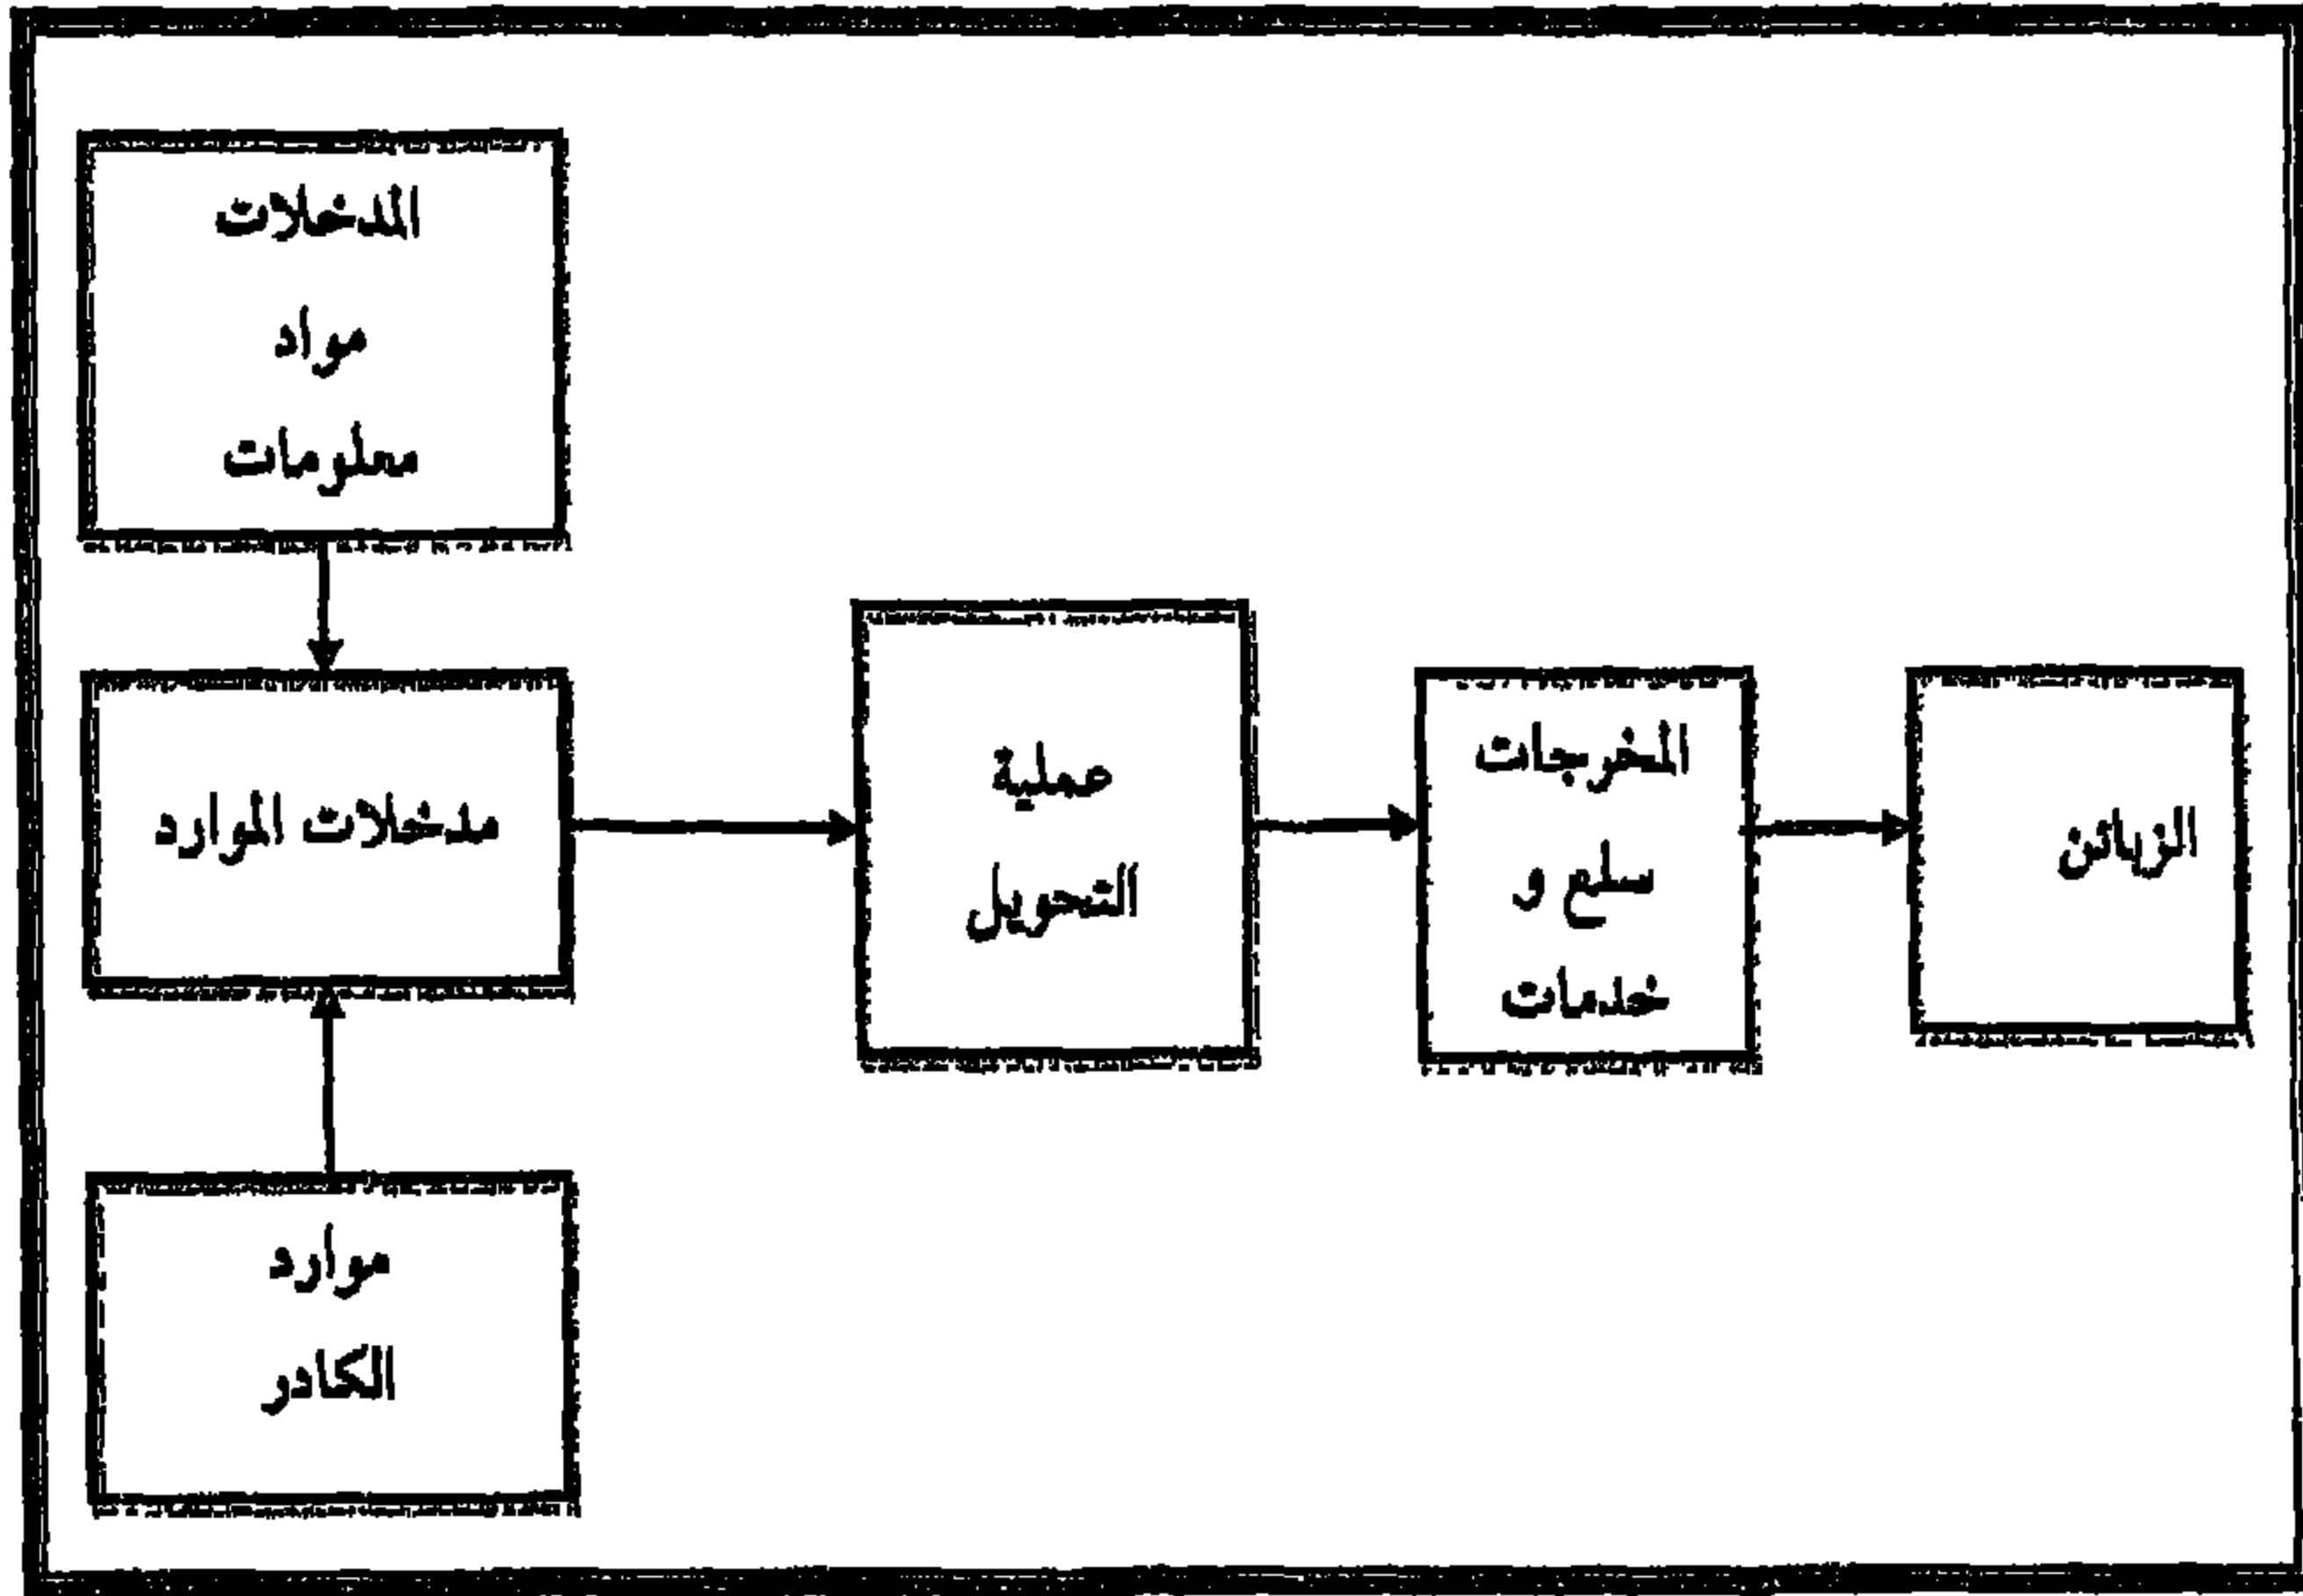 المدخلات
مواد
معلومات
مدخلات الموارد
موارد
الكادر
عملية
التحويل
المخرجات
سلع و
خدمات
الزبائن